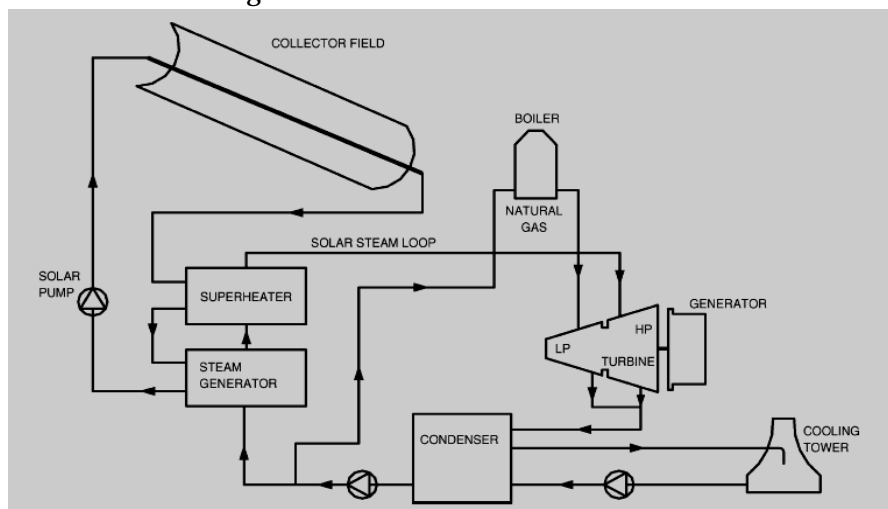 COLLECTOR FIELD
BOILER
NATURAL
GAS
SOLAR STEAM LOOP
SOLAR
PUMP
SUPERHEATER
GENERATOR
HP
LP
TURBINE
STEAM
GENERATOR
CONDENSER
COOLING
TOWER